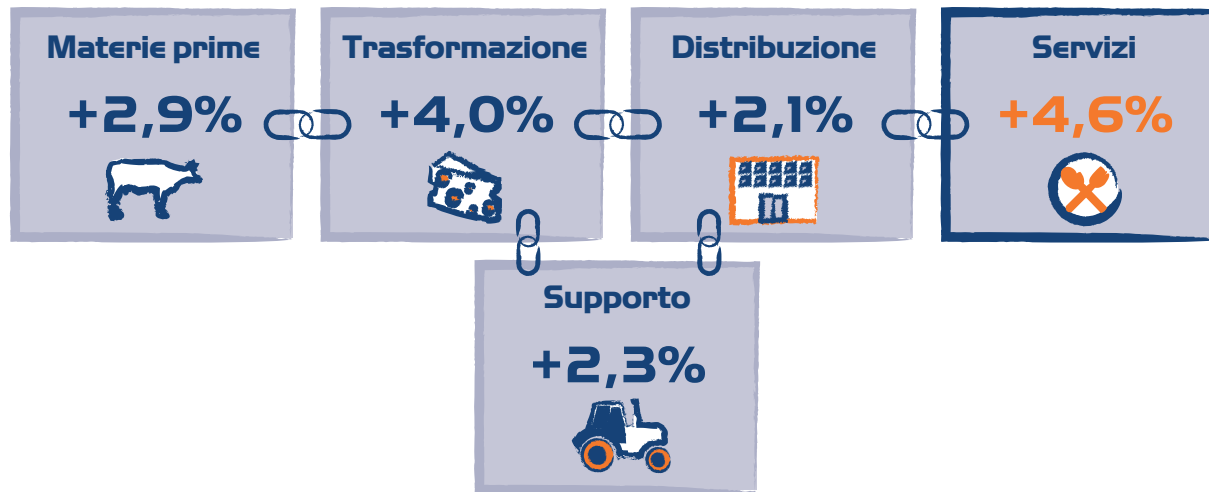 Materie prime
+2,9%
Trasformazione
+4,0%
Distribuzione
+2,1%
Servizi
+4,6%
Supporto
+2,3%